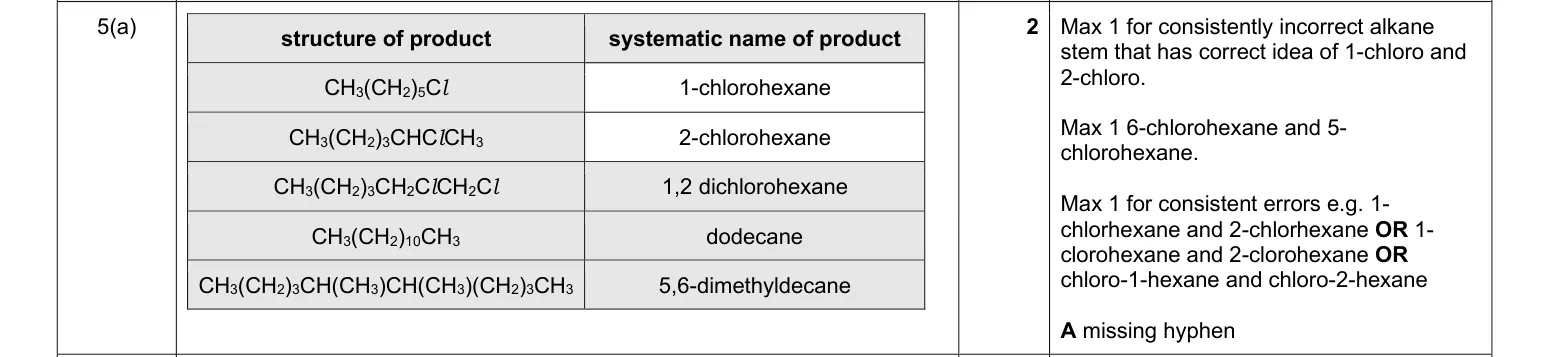 5(a)
structure of product systematic name of product
CH₃(CH₂)₅Cl 1-chlorohexane
CH₃(CH₂)₃CHClCH₃ 2-chlorohexane
CH₃(CH₂)₃CH₂ClCH₂Cl 1,2 dichlorohexane
CH₃(CH₂)₁₀CH₃ dodecane
CH₃(CH₂)₃CH(CH₃)CH(CH₃)(CH₂)₃CH₃ 5,6-dimethyldecane
2
Max 1 for consistently incorrect alkane
stem that has correct idea of 1-chloro and
2-chloro.
Max 1 6-chlorohexane and 5-
chlorohexane.
Max 1 for consistent errors e.g. 1-
chlorhexane and 2-chlorhexane OR 1-
clorohexane and 2-clorohexane OR
chloro-1-hexane and chloro-2-hexane
A missing hyphen